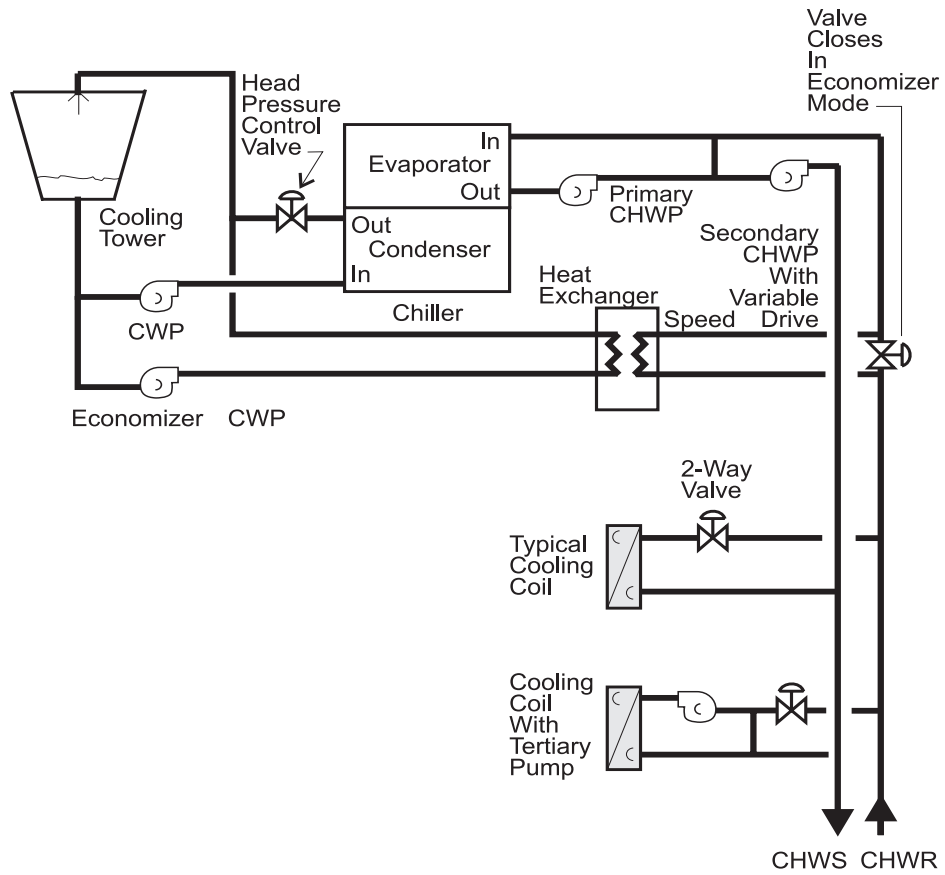 Valve
Closes
In
Economizer
Mode
Head
Pressure
Control
Valve
In
Evaporator
Out
Primary
CHWP
Cooling
Tower
Out
Condenser
In
Secondary
CHWP
With
Variable
Speed Drive
Heat
Exchanger
Chiller
CWP
Economizer CWP
2-Way
Valve
Typical
Cooling
Coil
Cooling
Coil
With
Tertiary
Pump
CHWS CHWR